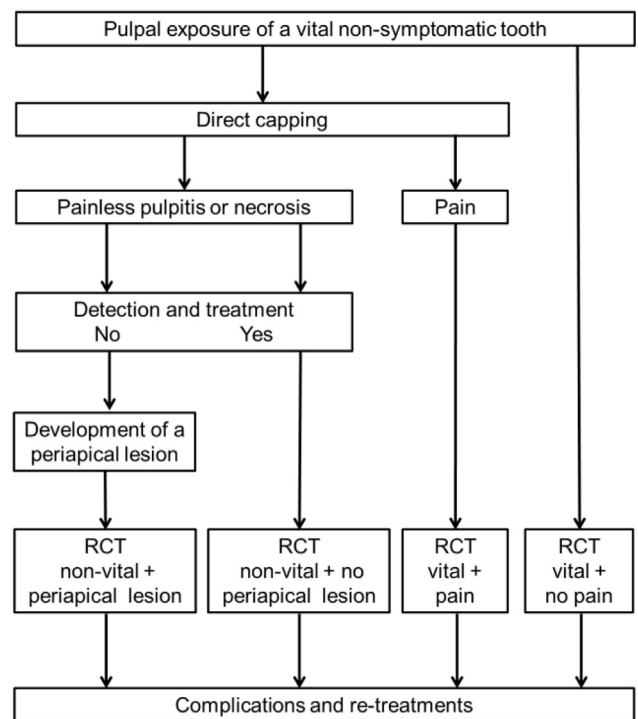 Pulpal exposure of a vital non-symptomatic tooth
Direct capping
Painless pulpitis or necrosis
Pain
Detection and treatment
No Yes
Development of a
periapical lesion
RCT
non-vital +
periapical lesion
RCT
non-vital + no
periapical lesion
RCT
vital +
pain
RCT
vital +
no pain
Complications and re-treatments